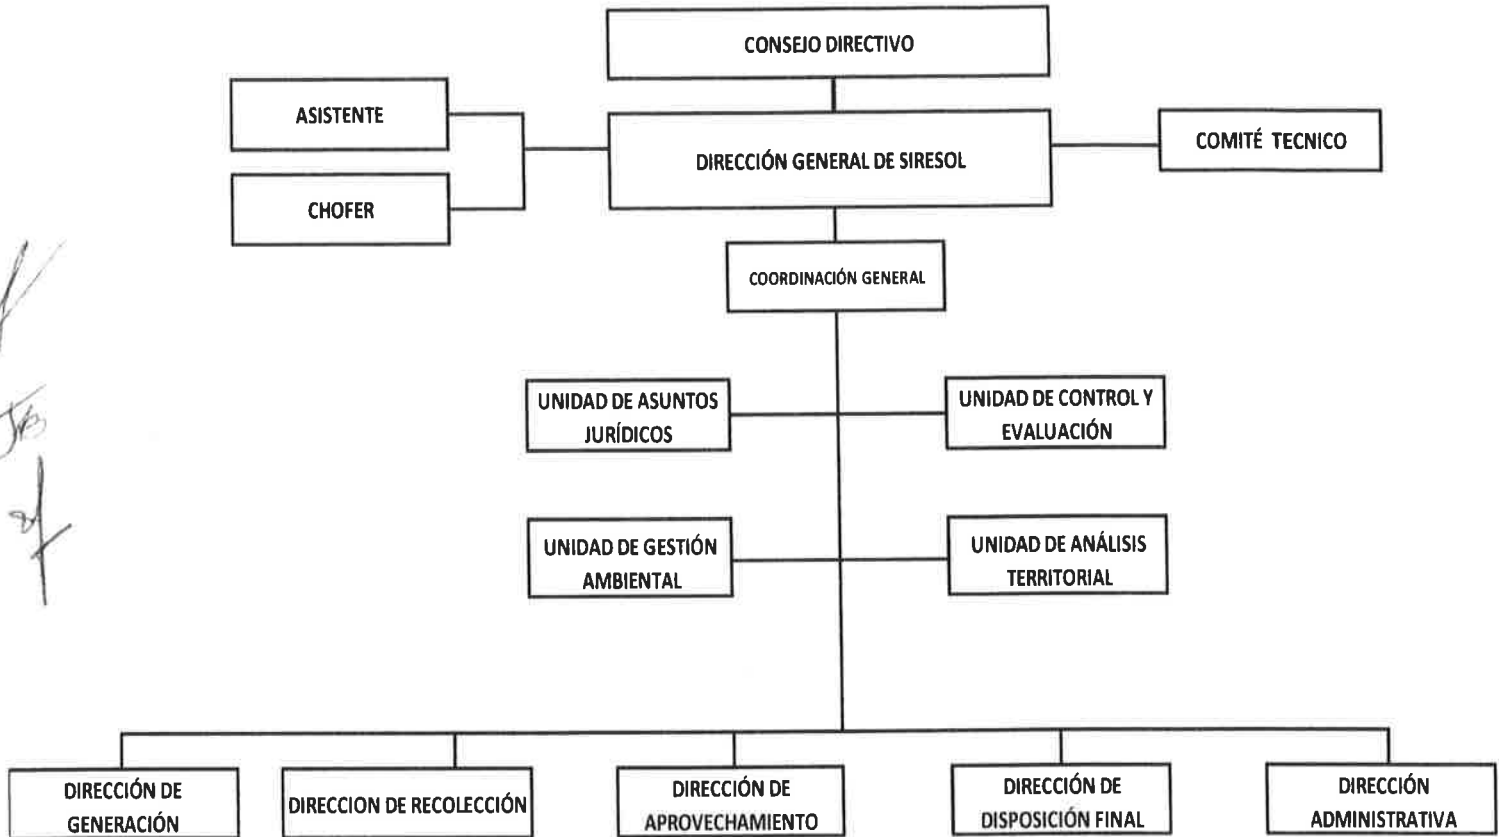 CONSEJO DIRECTIVO
ASISTENTE
DIRECCIÓN GENERAL DE SIRESOL
COMITÉ TECNICO
CHOFER
COORDINACIÓN GENERAL
UNIDAD DE ASUNTOS
JURÍDICOS
UNIDAD DE CONTROL Y
EVALUACIÓN
UNIDAD DE GESTIÓN
AMBIENTAL
UNIDAD DE ANÁLISIS
TERRITORIAL
DIRECCIÓN DE
GENERACIÓN
DIRECCION DE RECOLECCIÓN
DIRECCIÓN DE
APROVECHAMIENTO
DIRECCIÓN DE
DISPOSICIÓN FINAL
DIRECCIÓN
ADMINISTRATIVA